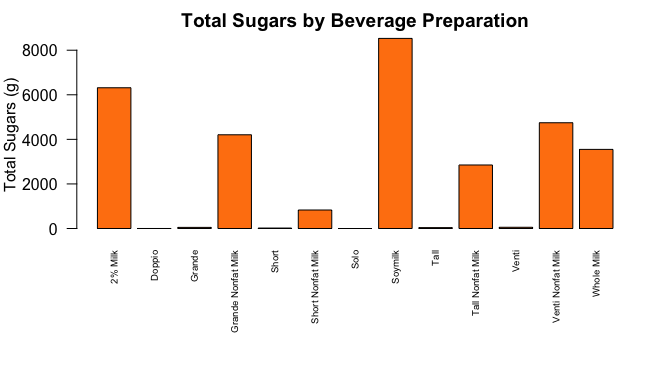 Total Sugars by Beverage Preparation
Total Sugars (g)
8000
6000
4000
2000
0
2% Milk
Doppio
Grande
Grande Nonfat Milk
Short
Short Nonfat Milk
Solo
Soymilk
Tall
Tall Nonfat Milk
Venti
Venti Nonfat Milk
Whole Milk